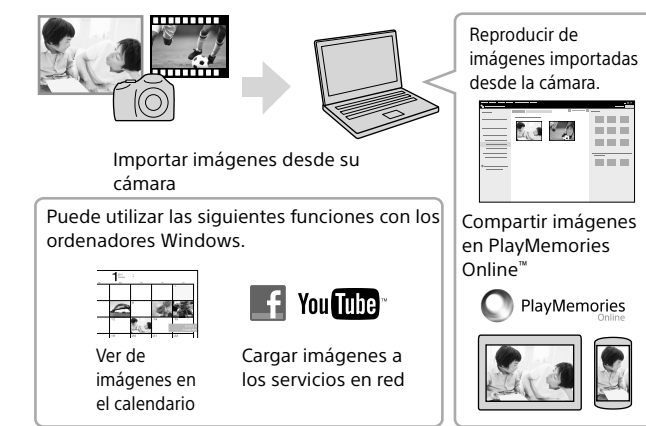 Importar imágenes desde su
cámara
Reproducir de
imágenes importadas
desde la cámara.
Compartir imágenes
en PlayMemories
Online™
PlayMemories
Online
Puede utilizar las siguientes funciones con los
ordenadores Windows.
1
Ver de
imágenes en
el calendario
f YouTube™
Cargar imágenes a
los servicios en red